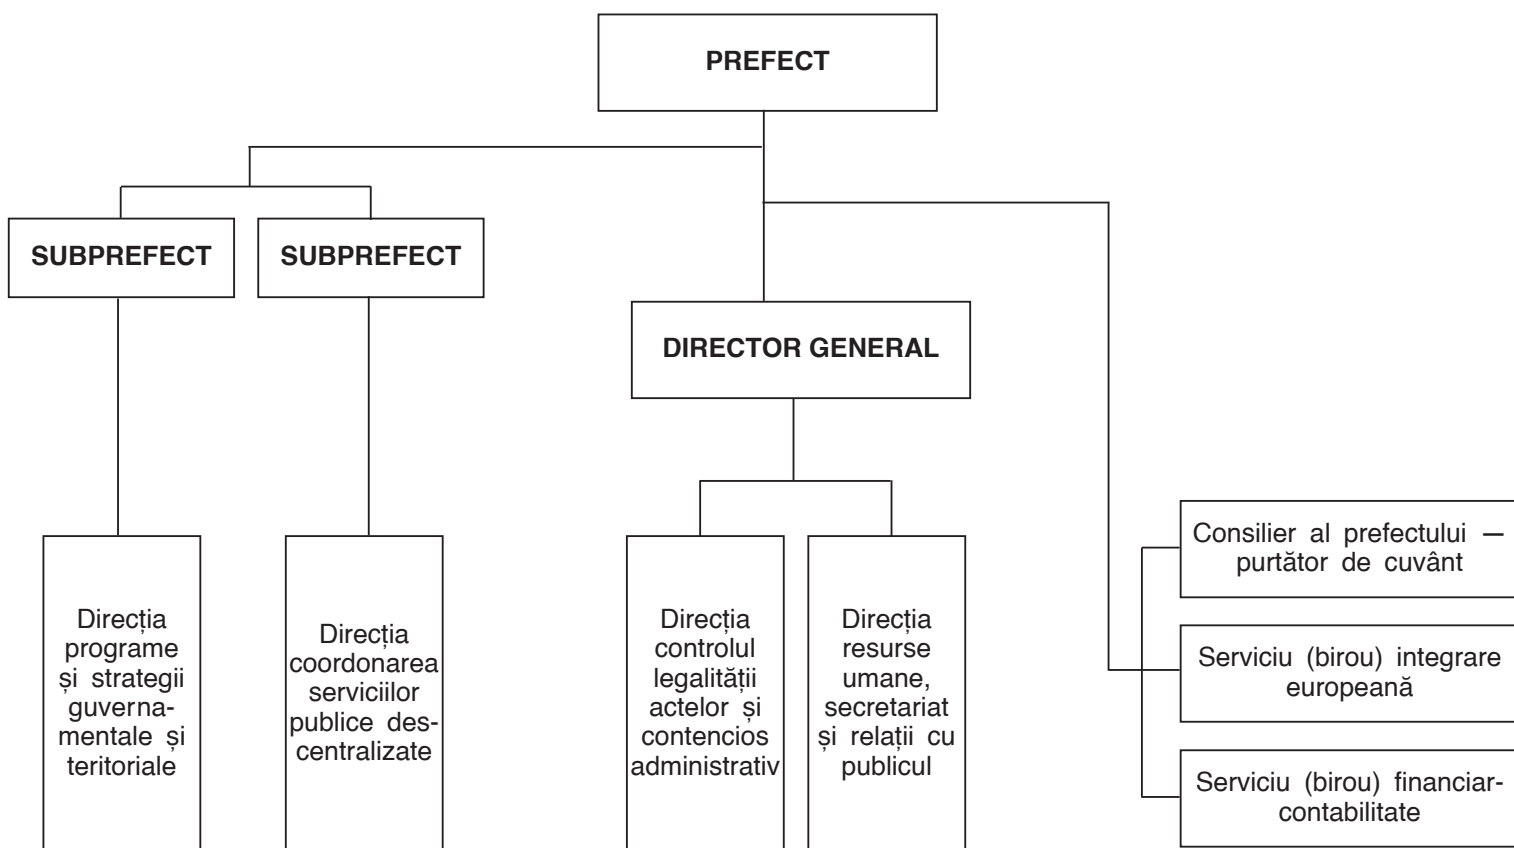 PREFECT
SUBPREFECT
SUBPREFECT
DIRECTOR GENERAL
Direcția
programe
și strategii
guverna-
mentale și
teritoriale
Direcția
coordonarea
serviciilor
publice des-
centralizate
Direcția
controlul
legalității
actelor și
contencios
administrativ
Direcția
resurse
umane,
secretariat
și relații cu
publicul
Consilier al prefectului —
purtător de cuvânt
Serviciu (birou) integrare
europeană
Serviciu (birou) financiar-
contabilitate